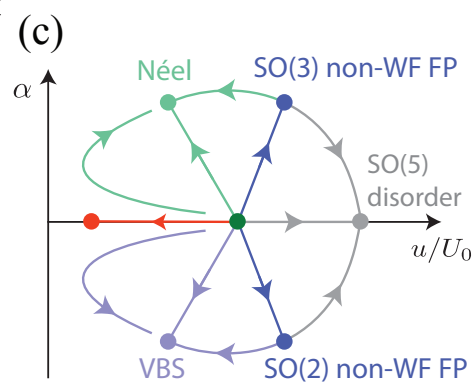 (c)
Néel SO(3) non-WF FP
α
SO(5)
disorder
u/U₀
VBS SO(2) non-WF FP